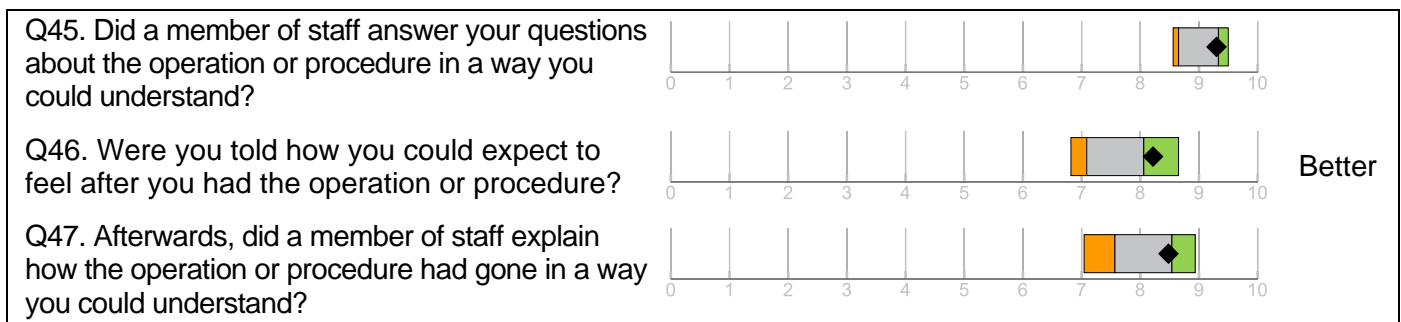 Q45. Did a member of staff answer your questions
about the operation or procedure in a way you
could understand?
0 1 2 3 4 5 6 7 8 9 10
Q46. Were you told how you could expect to
feel after you had the operation or procedure?
0 1 2 3 4 5 6 7 8 9 10
Better
Q47. Afterwards, did a member of staff explain
how the operation or procedure had gone in a way
you could understand?
0 1 2 3 4 5 6 7 8 9 10